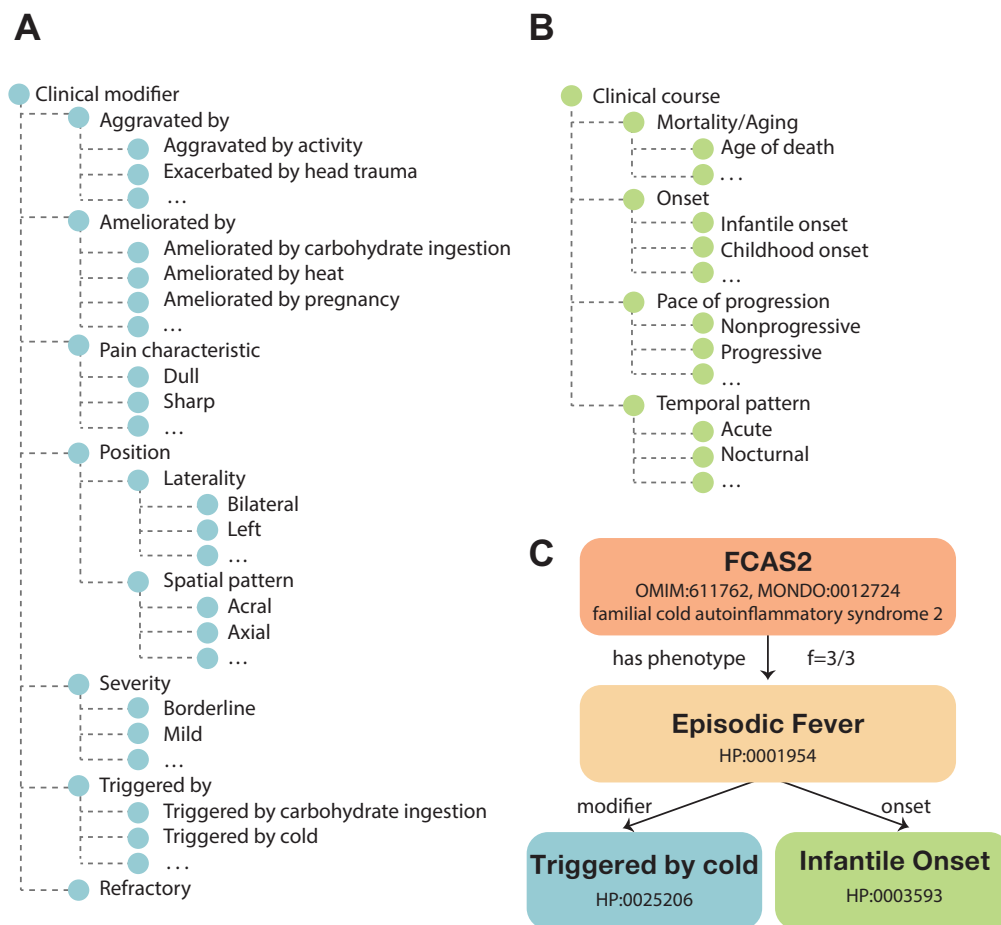 A
Clinical modifier
Aggravated by
Aggravated by activity
Exacerbated by head trauma
...
Ameliorated by
Ameliorated by carbohydrate ingestion
Ameliorated by heat
Ameliorated by pregnancy
...
Pain characteristic
Dull
Sharp
...
Position
Laterality
Bilateral
Left
...
Spatial pattern
Acral
Axial
...
Severity
Borderline
Mild
...
Triggered by
Triggered by carbohydrate ingestion
Triggered by cold
...
Refractory
B
Clinical course
Mortality/Aging
Age of death
...
Onset
Infantile onset
Childhood onset
...
Pace of progression
Nonprogressive
Progressive
...
Temporal pattern
Acute
Nocturnal
...
C
FCAS2
OMIM:611762, MONDO:0012724
familial cold autoinflammatory syndrome 2
has phenotype f=3/3
Episodic Fever
HP:0001954
modifier onset
Triggered by cold
HP:0025206
Infantile Onset
HP:0003593